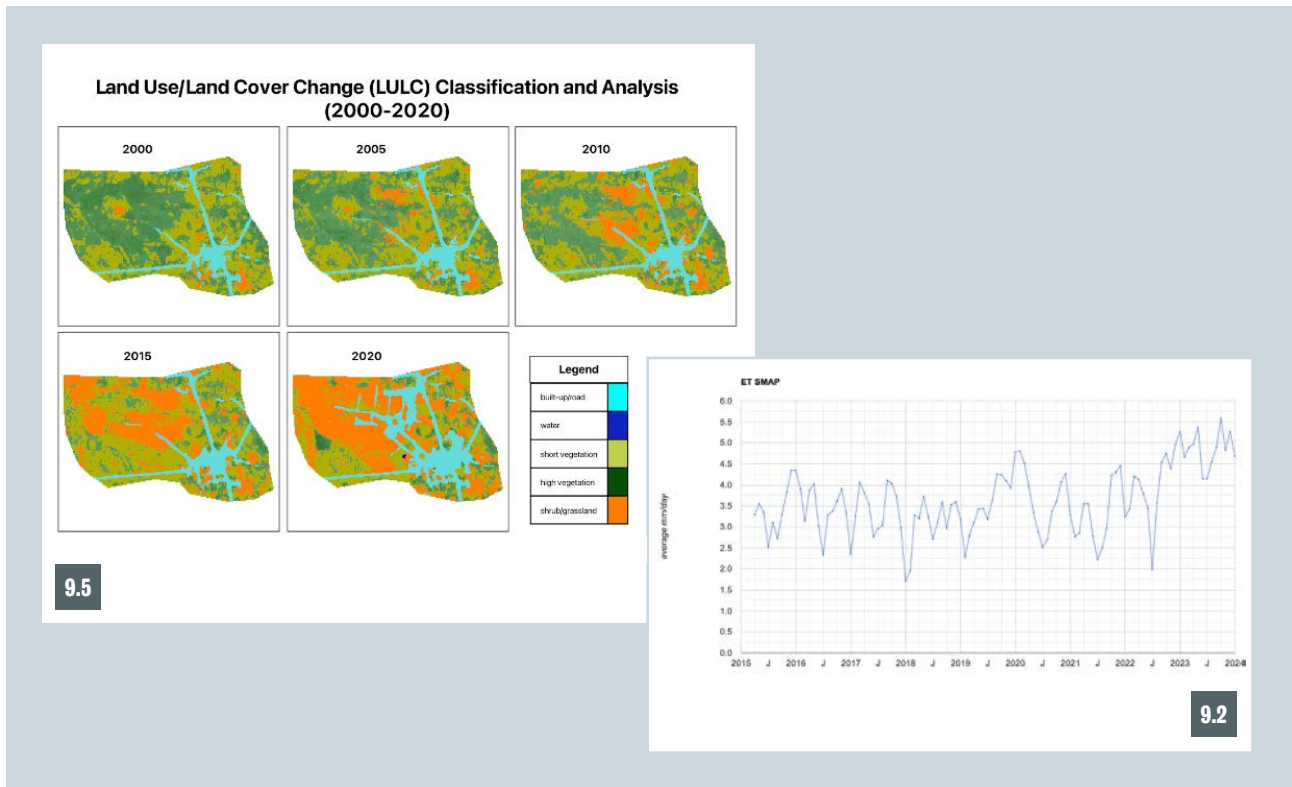 Land Use/Land Cover Change (LULC) Classification and Analysis
(2000-2020)
2000
2005
2010
2015
2020
Legend
built-up/road
water
short vegetation
high vegetation
shrub/grassland
9.5
ET SMAP
average mm/day
6.0
5.5
5.0
4.5
4.0
3.5
3.0
2.5
2.0
1.5
1.0
0.5
0.0
2015 J 2016 J 2017 J 2018 J 2019 J 2020 J 2021 J 2022 J 2023 J 2024
9.2